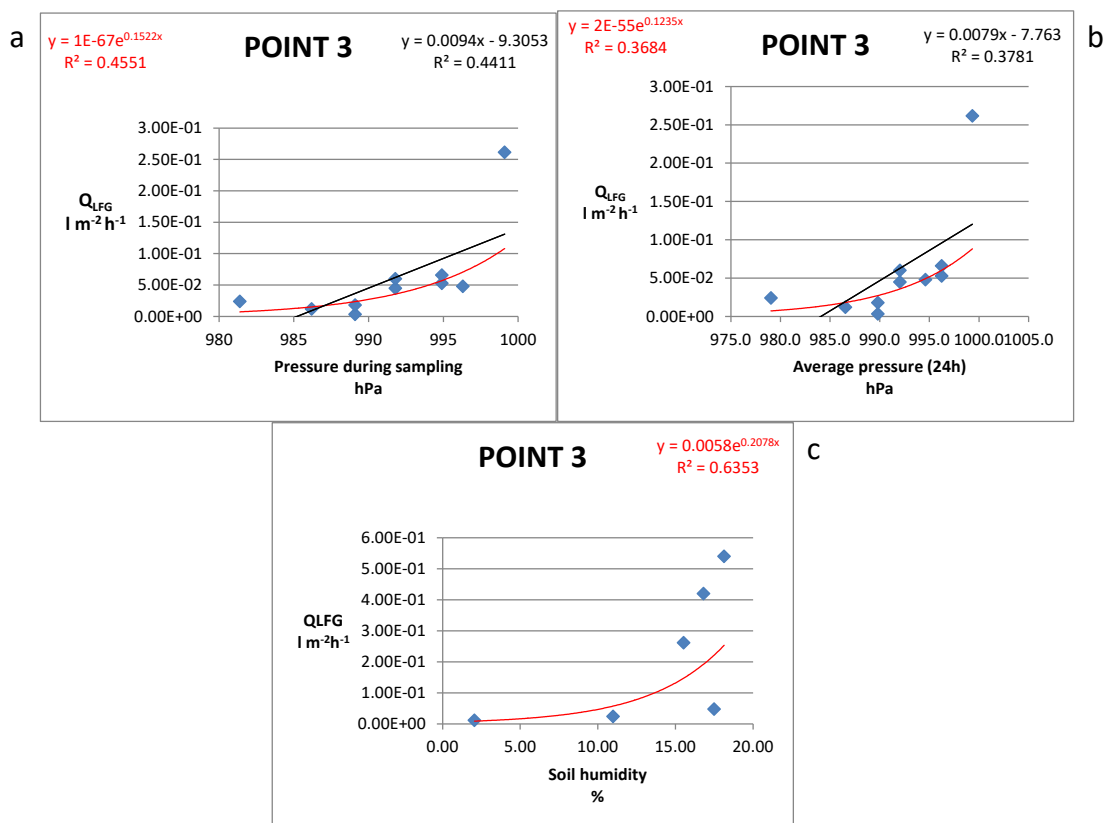 a
y = 1E-67e^0.1522x
R² = 0.4551
POINT 3
y = 0.0094x - 9.3053
R² = 0.4411
3.00E-01
2.50E-01
2.00E-01
1.50E-01
1.00E-01
5.00E-02
0.00E+00
Q_LFG
l m⁻² h⁻¹
980 985 990 995 1000
Pressure during sampling
hPa
b
y = 2E-55e^0.1235x
R² = 0.3684
POINT 3
y = 0.0079x - 7.763
R² = 0.3781
3.00E-01
2.50E-01
2.00E-01
1.50E-01
1.00E-01
5.00E-02
0.00E+00
Q_LFG
l m⁻² h⁻¹
975.0 980.0 985.0 990.0 995.0 1000.01005.0
Average pressure (24h)
hPa
c
POINT 3
y = 0.0058e^0.2078x
R² = 0.6353
6.00E-01
5.00E-01
4.00E-01
3.00E-01
2.00E-01
1.00E-01
0.00E+00
QLFG
l m⁻²h⁻¹
0.00 5.00 10.00 15.00 20.00
Soil humidity
%